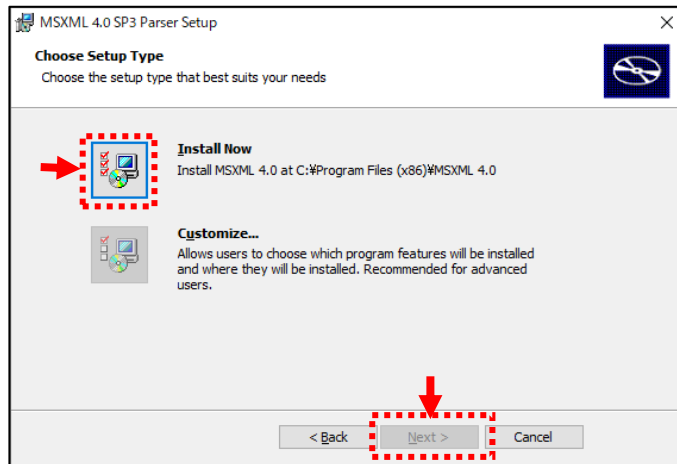 MSXML 4.0 SP3 Parser Setup
Choose Setup Type
Choose the setup type that best suits your needs
Install Now
Install MSXML 4.0 at C:¥Program Files (x86)¥MSXML 4.0
Customize...
Allows users to choose which program features will be installed
and where they will be installed. Recommended for advanced
users.
< Back Next > Cancel